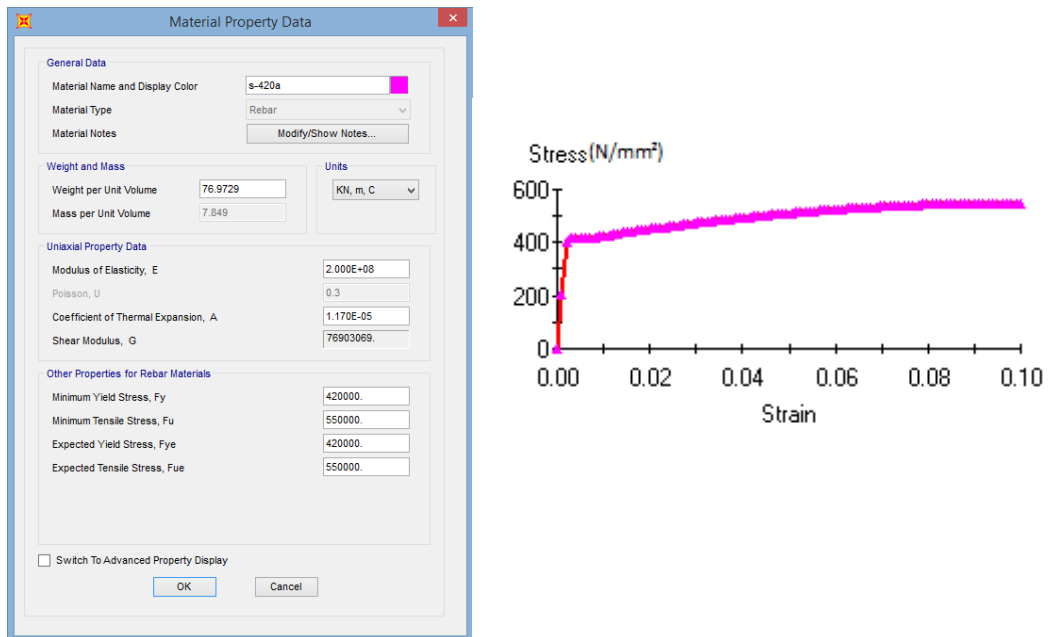 Material Property Data
×
General Data
Material Name and Display Color s-420a
Material Type Rebar
Material Notes Modify/Show Notes...
Weight and Mass
Weight per Unit Volume 76.9729
Mass per Unit Volume 7.849
Units
KN, m, C
Uniaxial Property Data
Modulus of Elasticity, E 2.000E+08
Poisson, U 0.3
Coefficient of Thermal Expansion, A 1.170E-05
Shear Modulus, G 76903069.
Other Properties for Rebar Materials
Minimum Yield Stress, Fy 420000.
Minimum Tensile Stress, Fu 550000.
Expected Yield Stress, Fye 420000.
Expected Tensile Stress, Fue 550000.
Switch To Advanced Property Display
OK Cancel
Stress(N/mm²)
600
400
200
0
0.00 0.02 0.04 0.06 0.08 0.10
Strain